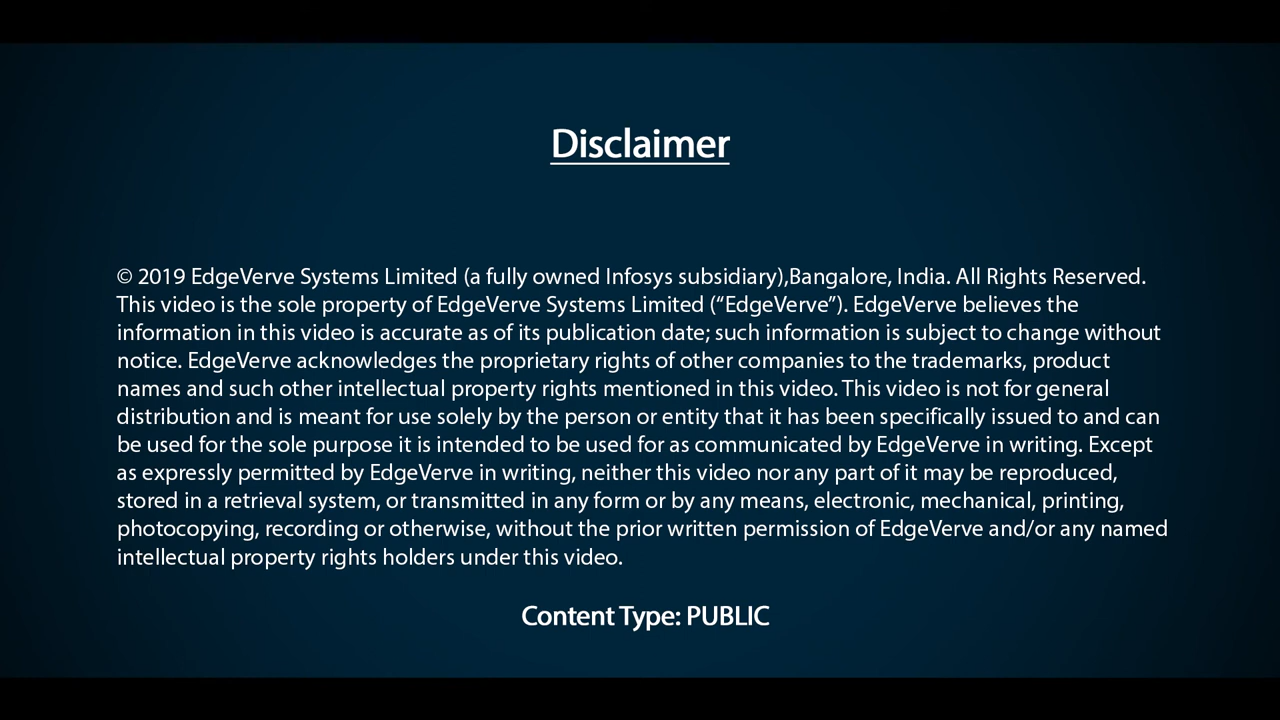 Disclaimer
© 2019 EdgeVerve Systems Limited (a fully owned Infosys subsidiary),Bangalore, India. All Rights Reserved.
This video is the sole property of EdgeVerve Systems Limited (“EdgeVerve”). EdgeVerve believes the
information in this video is accurate as of its publication date; such information is subject to change without
notice. EdgeVerve acknowledges the proprietary rights of other companies to the trademarks, product
names and such other intellectual property rights mentioned in this video. This video is not for general
distribution and is meant for use solely by the person or entity that it has been specifically issued to and can
be used for the sole purpose it is intended to be used for as communicated by EdgeVerve in writing. Except
as expressly permitted by EdgeVerve in writing, neither this video nor any part of it may be reproduced,
stored in a retrieval system, or transmitted in any form or by any means, electronic, mechanical, printing,
photocopying, recording or otherwise, without the prior written permission of EdgeVerve and/or any named
intellectual property rights holders under this video.
Content Type: PUBLIC